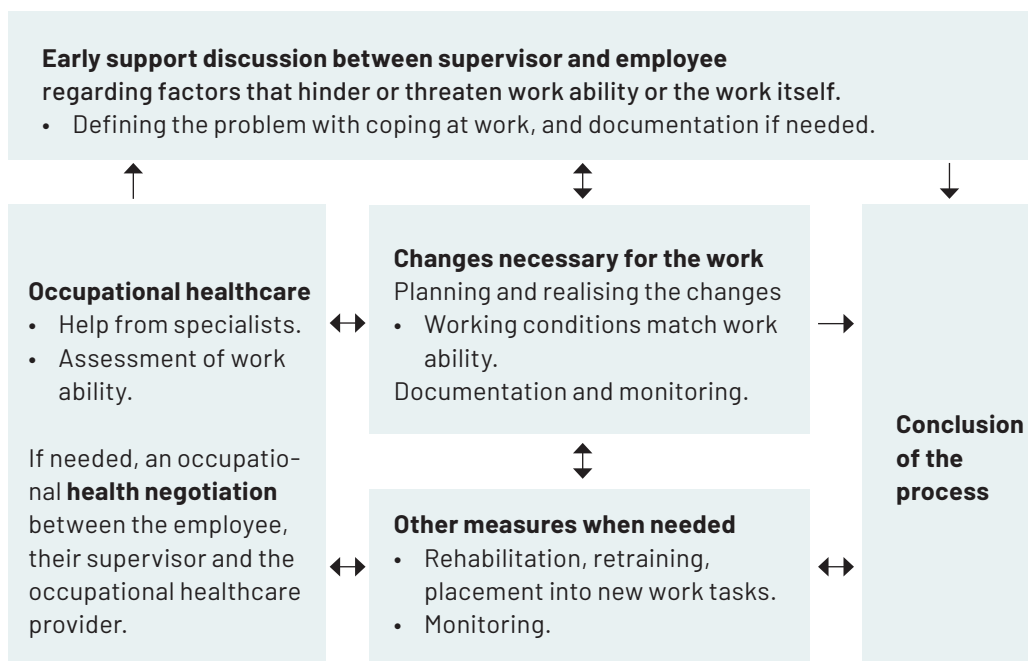 Early support discussion between supervisor and employee
regarding factors that hinder or threaten work ability or the work itself.
• Defining the problem with coping at work, and documentation if needed.
Occupational healthcare
• Help from specialists.
• Assessment of work
ability.
If needed, an occupatio-
nal health negotiation
between the employee,
their supervisor and the
occupational healthcare
provider.
Changes necessary for the work
Planning and realising the changes
• Working conditions match work
ability.
Documentation and monitoring.
Other measures when needed
• Rehabilitation, retraining,
placement into new work tasks.
• Monitoring.
Conclusion
of the
process